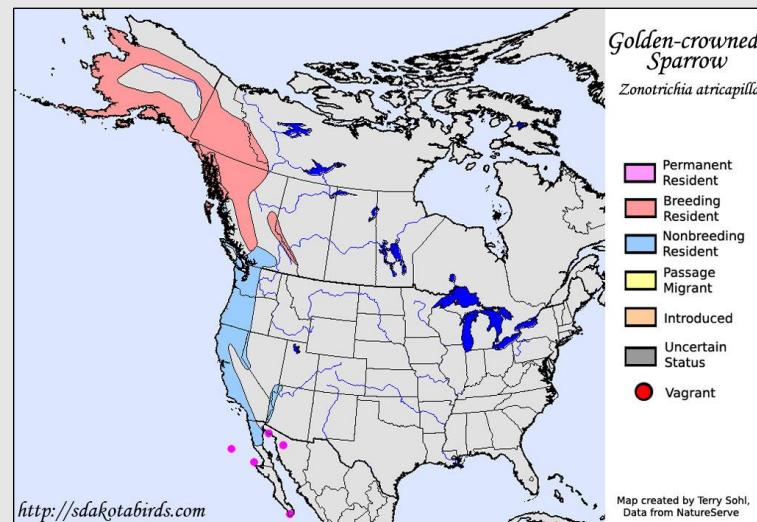 Golden-crowned
Sparrow
Zonotrichia atricapilla
Permanent
Resident
Breeding
Resident
Nonbreeding
Resident
Passage
Migrant
Introduced
Uncertain
Status
Vagrant
http://sdakotabirds.com
Map created by Terry Sohl,
Data from NatureServe